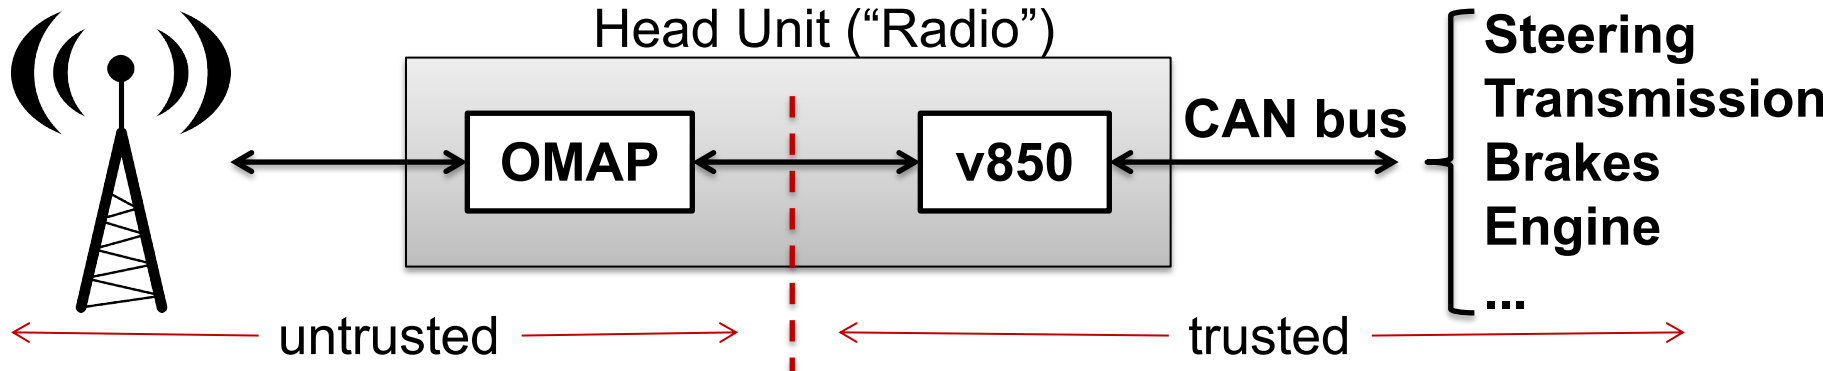 Head Unit (“Radio”)
OMAP
v850
CAN bus
Steering
Transmission
Brakes
Engine
...
untrusted
trusted